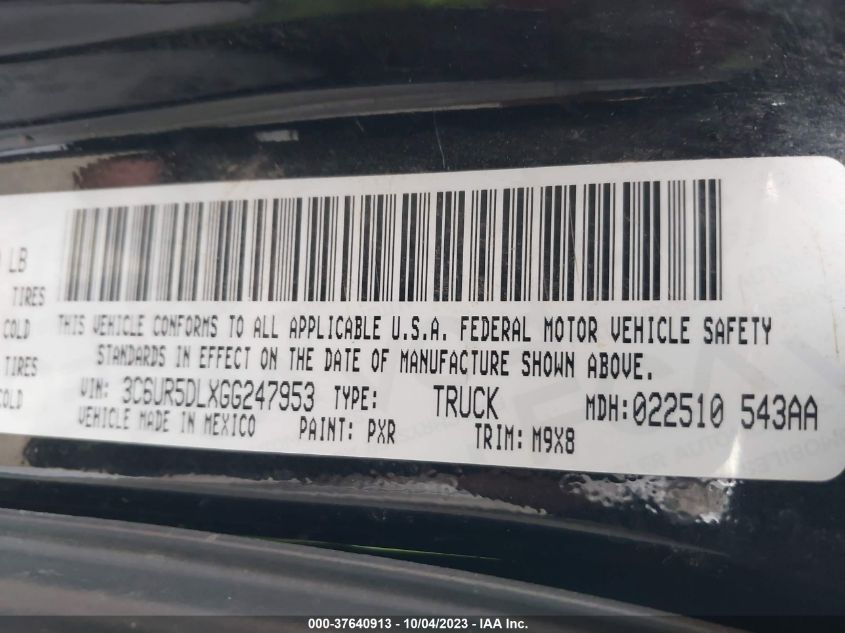 LB
TIRES
COLD
THIS VEHICLE CONFORMS TO ALL APPLICABLE U.S.A. FEDERAL MOTOR VEHICLE SAFETY
TIRES
STANDARDS IN EFFECT ON THE DATE OF MANUFACTURE SHOWN ABOVE.
COLD
VIN: 3C6UR5DLXGG247953 TYPE: TRUCK MDH:022510 543AA
VEHICLE MADE IN MEXICO PAINT: PXR TRIM: M9X8
000-37640913 - 10/04/2023 - IAA Inc.